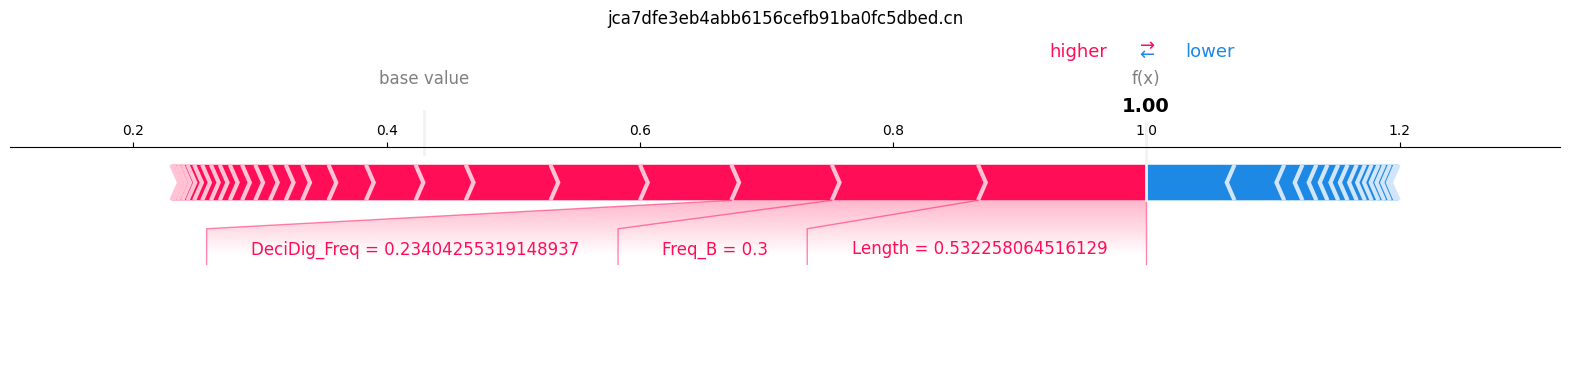 jca7dfe3eb4abb6156cefb91ba0fc5dbed.cn
higher → ← lower
base value f(x)
1.00
0.2 0.4 0.6 0.8 1.0 1.2
DeciDig_Freq = 0.23404255319148937 Freq_B = 0.3 Length = 0.532258064516129